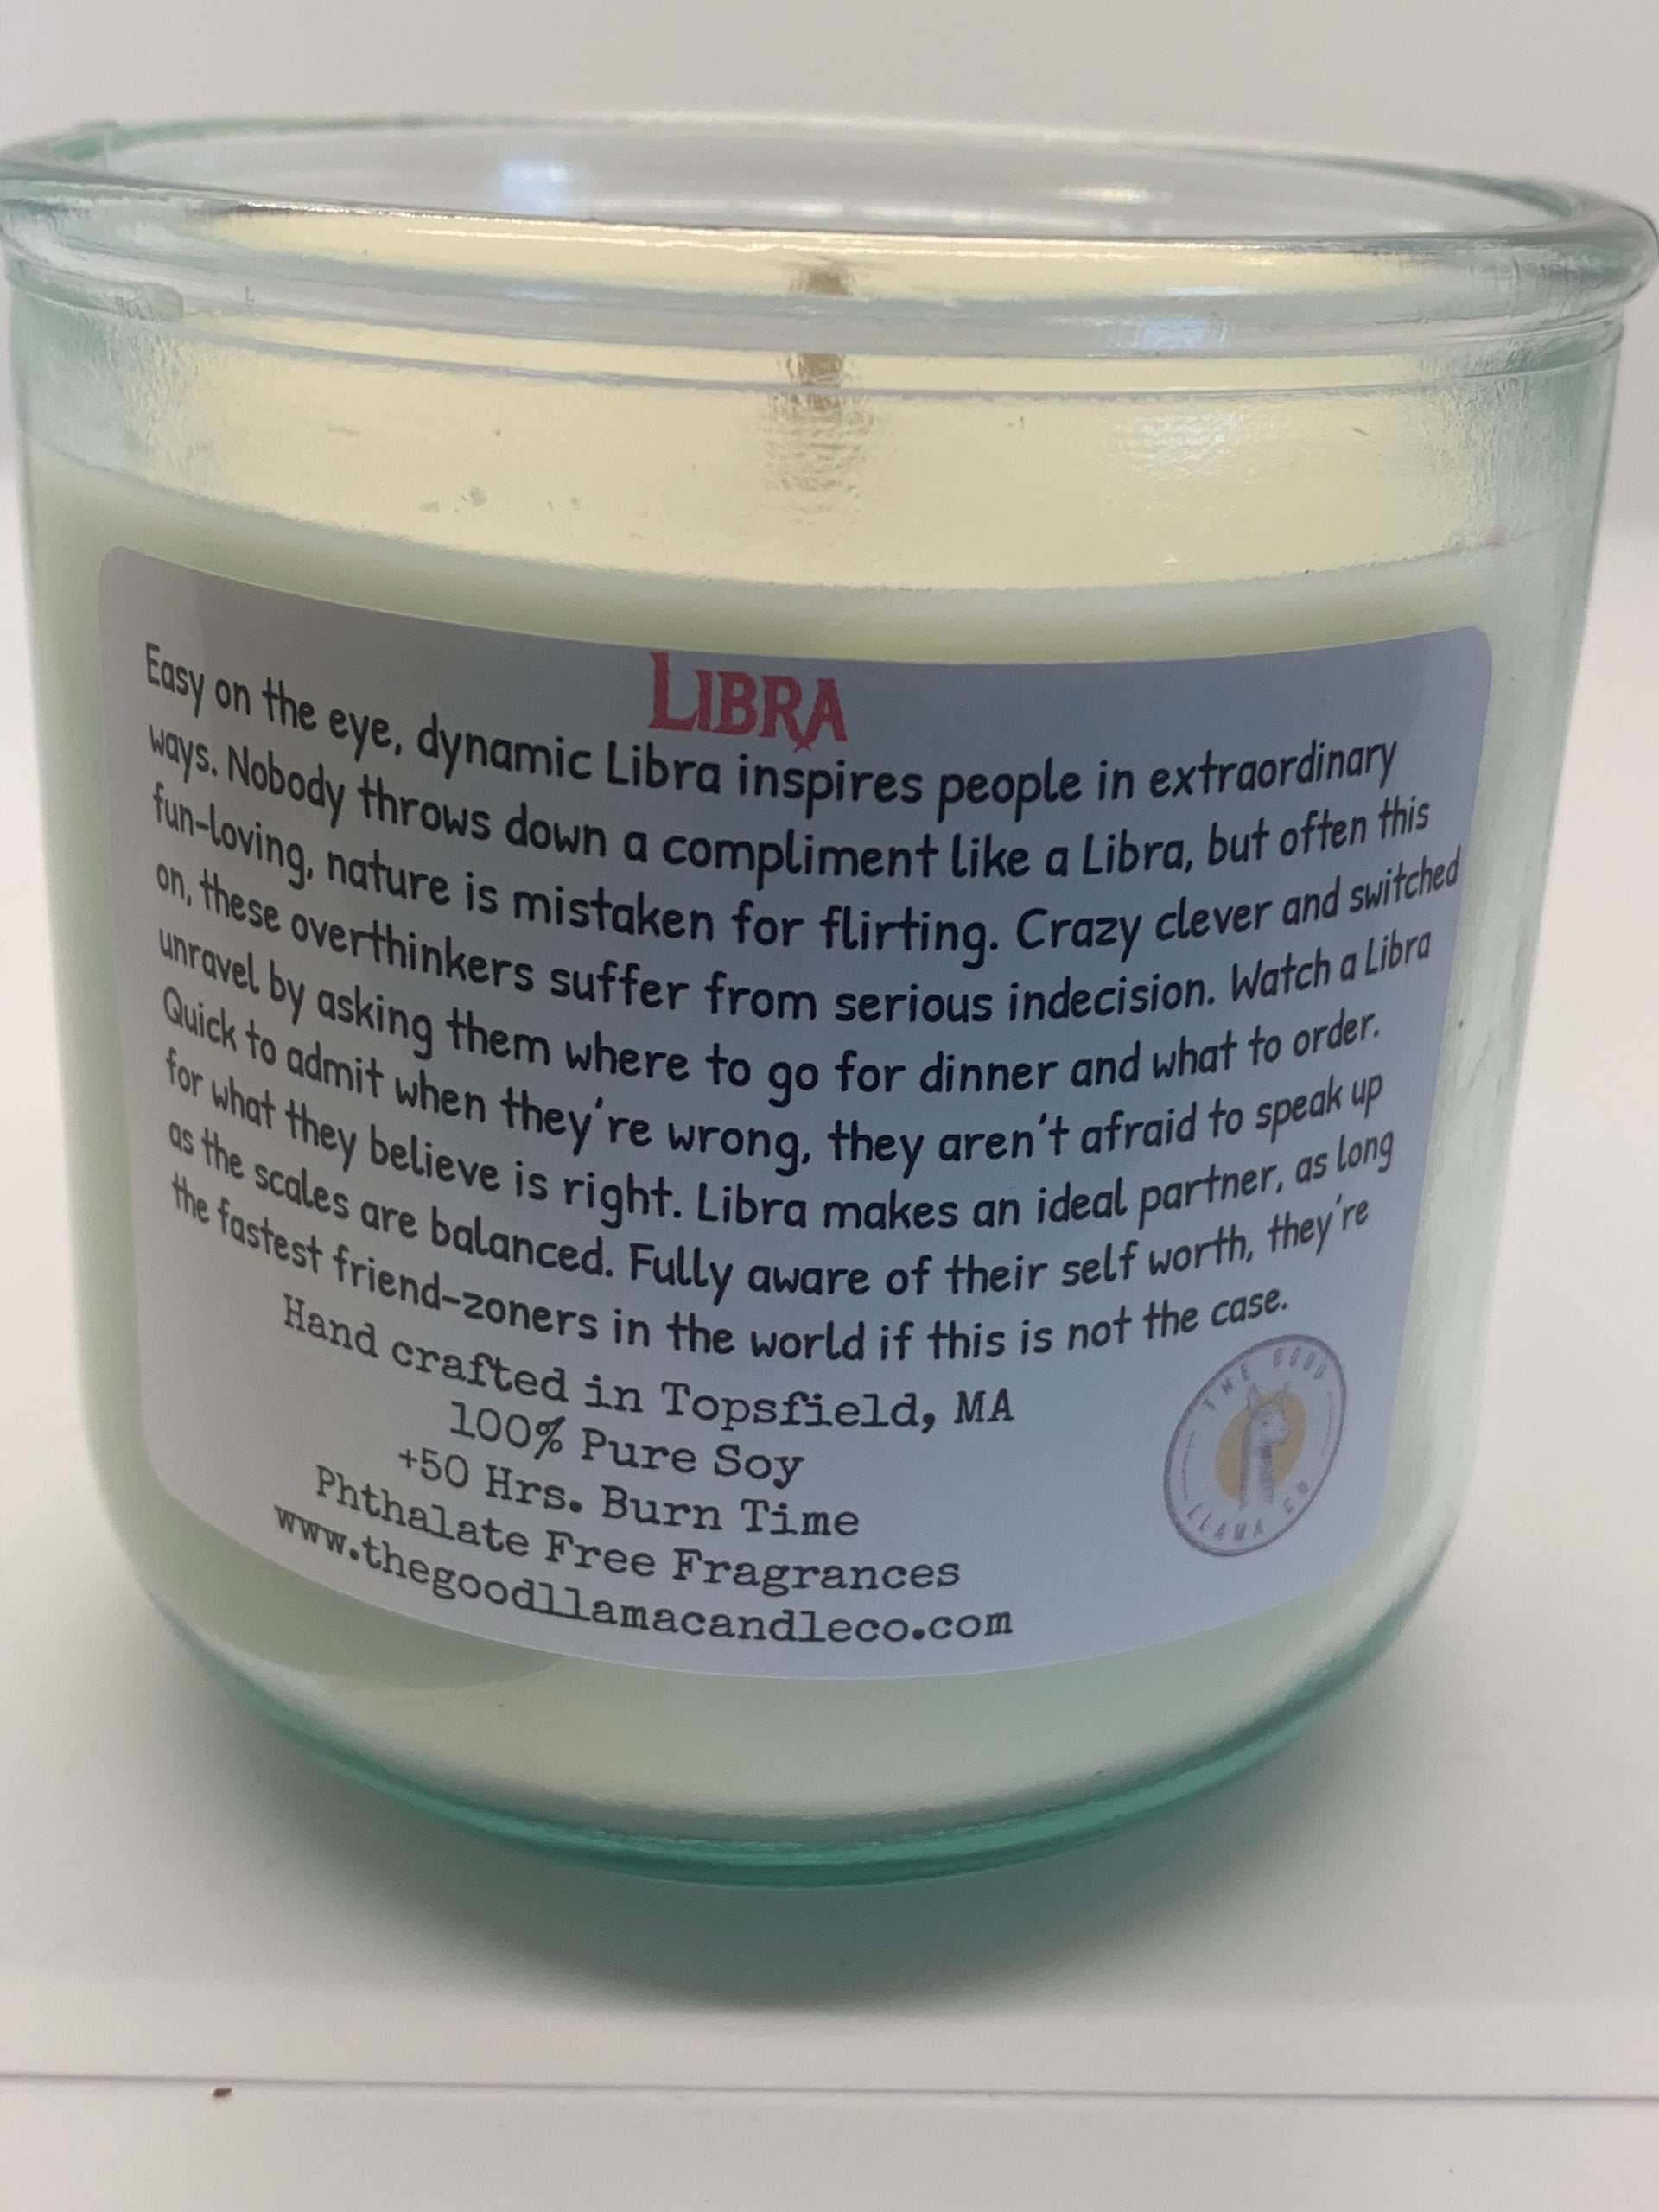 LIBRA
Easy on the eye, dynamic Libra inspires people in extraordinary
ways. Nobody throws down a compliment like a Libra, but often this
fun-loving, nature is mistaken for flirting. Crazy clever and switched
on, these overthinkers suffer from serious indecision. Watch a Libra
unravel by asking them where to go for dinner and what to order.
Quick to admit when they're wrong, they aren't afraid to speak up
for what they believe is right. Libra makes an ideal partner, as long
as the scales are balanced. Fully aware of their self worth, they're
the fastest friend-zoners in the world if this is not the case.
Hand crafted in Topsfield, MA
100% Pure Soy
+50 Hrs. Burn Time
Phthalate Free Fragrances
www.thegoodllamacandleco.com
THE GOOD
LLAMA CO